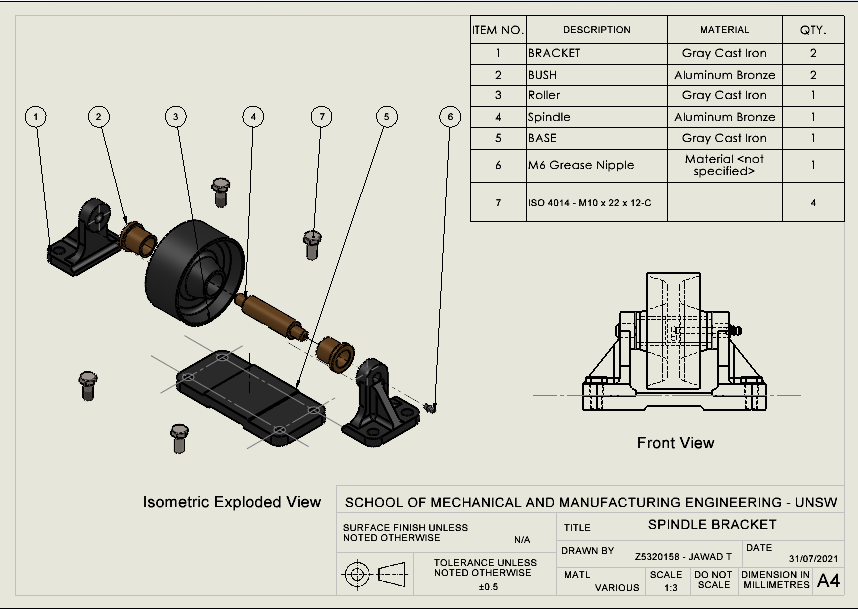 ITEM NO. DESCRIPTION MATERIAL QTY.
1 BRACKET Gray Cast Iron 2
2 BUSH Aluminum Bronze 2
3 Roller Gray Cast Iron 1
4 Spindle Aluminum Bronze 1
5 BASE Gray Cast Iron 1
6 M6 Grease Nipple Material <not specified> 1
7 ISO 4014 - M10 x 22 x 12-C 4
1 2 3 4 7 5 6
Front View
Isometric Exploded View
SCHOOL OF MECHANICAL AND MANUFACTURING ENGINEERING - UNSW
SURFACE FINISH UNLESS
NOTED OTHERWISE N/A
TITLE SPINDLE BRACKET
DRAWN BY Z5320158 - JAWAD T
DATE 31/07/2021
TOLERANCE UNLESS
NOTED OTHERWISE
±0.5
MATL VARIOUS
SCALE
1:3
DO NOT
SCALE
DIMENSION IN
MILLIMETRES
A4